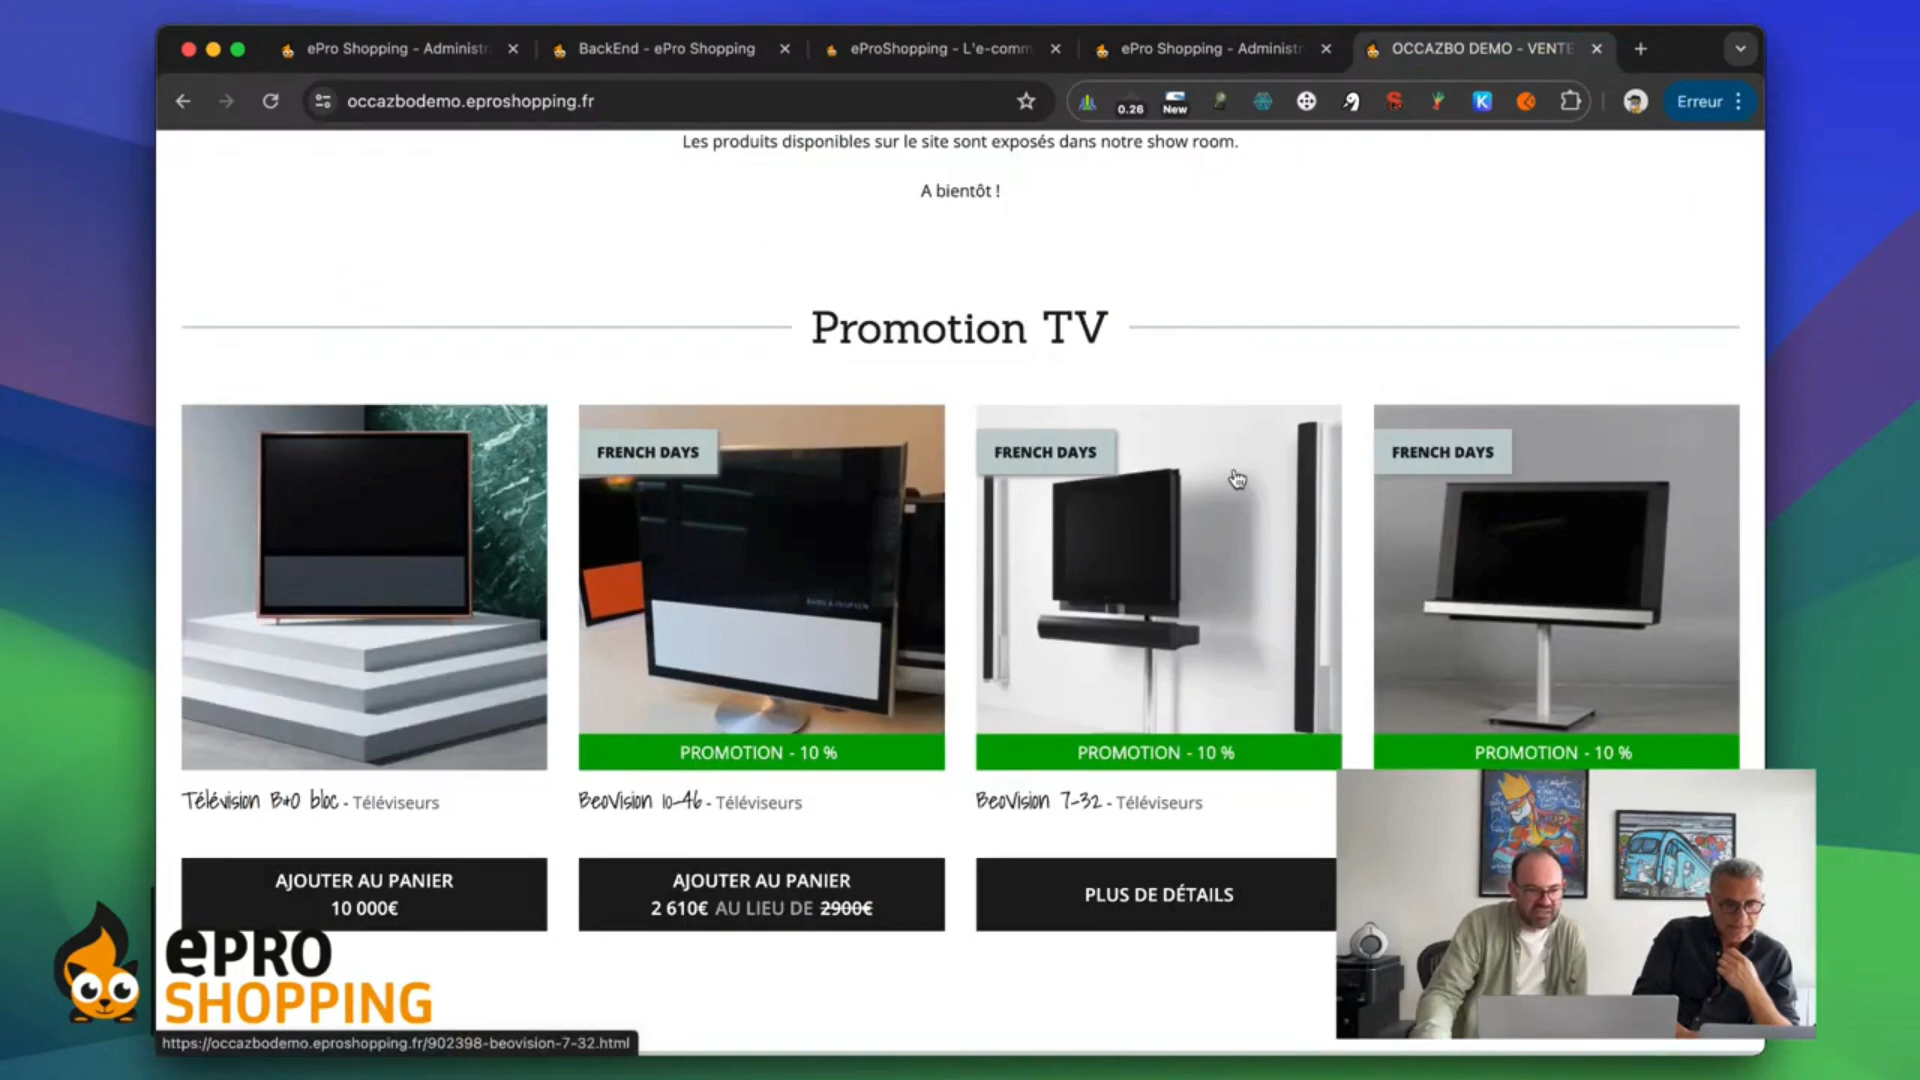 ePro Shopping - Administr
BackEnd - ePro Shopping
eProShopping - L'e-comm
ePro Shopping - Administr
OCCAZBO DEMO - VENTE
occazbodemo.eproshopping.fr
0.26
New
K
Erreur
Les produits disponibles sur le site sont exposés dans notre show room.
A bientôt !
Promotion TV
FRENCH DAYS
FRENCH DAYS
FRENCH DAYS
BANG & OLUFSEN
PROMOTION - 10 %
PROMOTION - 10 %
PROMOTION - 10 %
Télévision B&O bloc - Téléviseurs
BeoVision 10-46 - Téléviseurs
BeoVision 7-32 - Téléviseurs
AJOUTER AU PANIER
10 000€
AJOUTER AU PANIER
2 610€ AU LIEU DE 2900€
PLUS DE DÉTAILS
ePRO
SHOPPING
https://occazbodemo.eproshopping.fr/902398-beovision-7-32.html